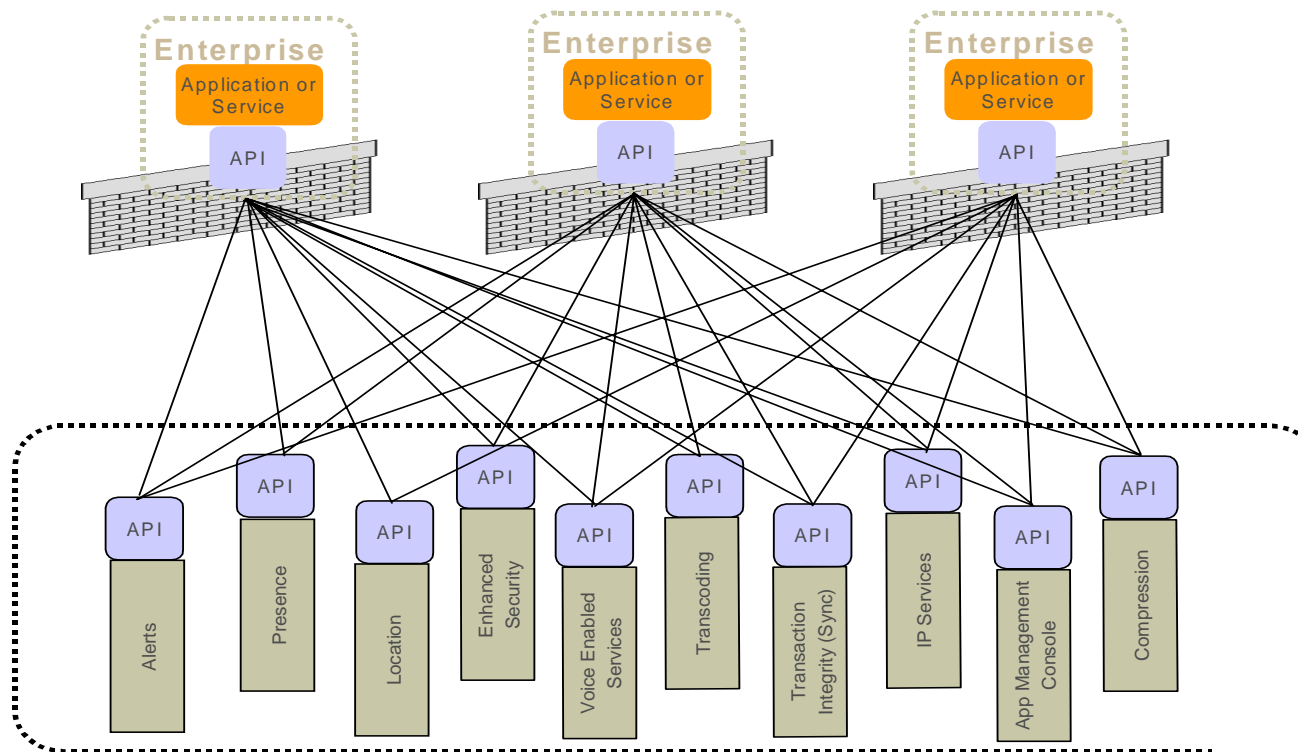 Enterprise
Application or
Service
API
Enterprise
Application or
Service
API
Enterprise
Application or
Service
API
API
Alerts
API
Presence
API
Location
API
Enhanced
Security
API
Voice Enabled
Services
API
Transcoding
API
Transaction
Integrity (Sync)
API
IP Services
API
App Management
Console
API
Compression